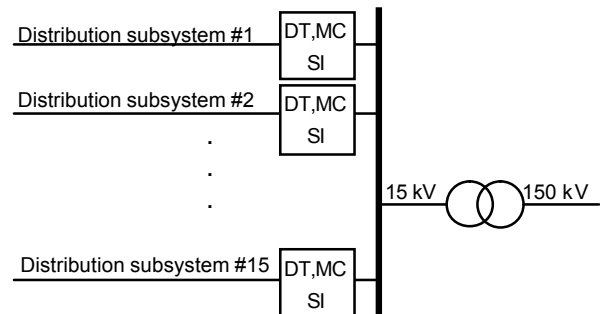 Distribution subsystem #1
DT,MC
SI
Distribution subsystem #2
DT,MC
SI
.
.
.
15 kV
150 kV
Distribution subsystem #15
DT,MC
SI